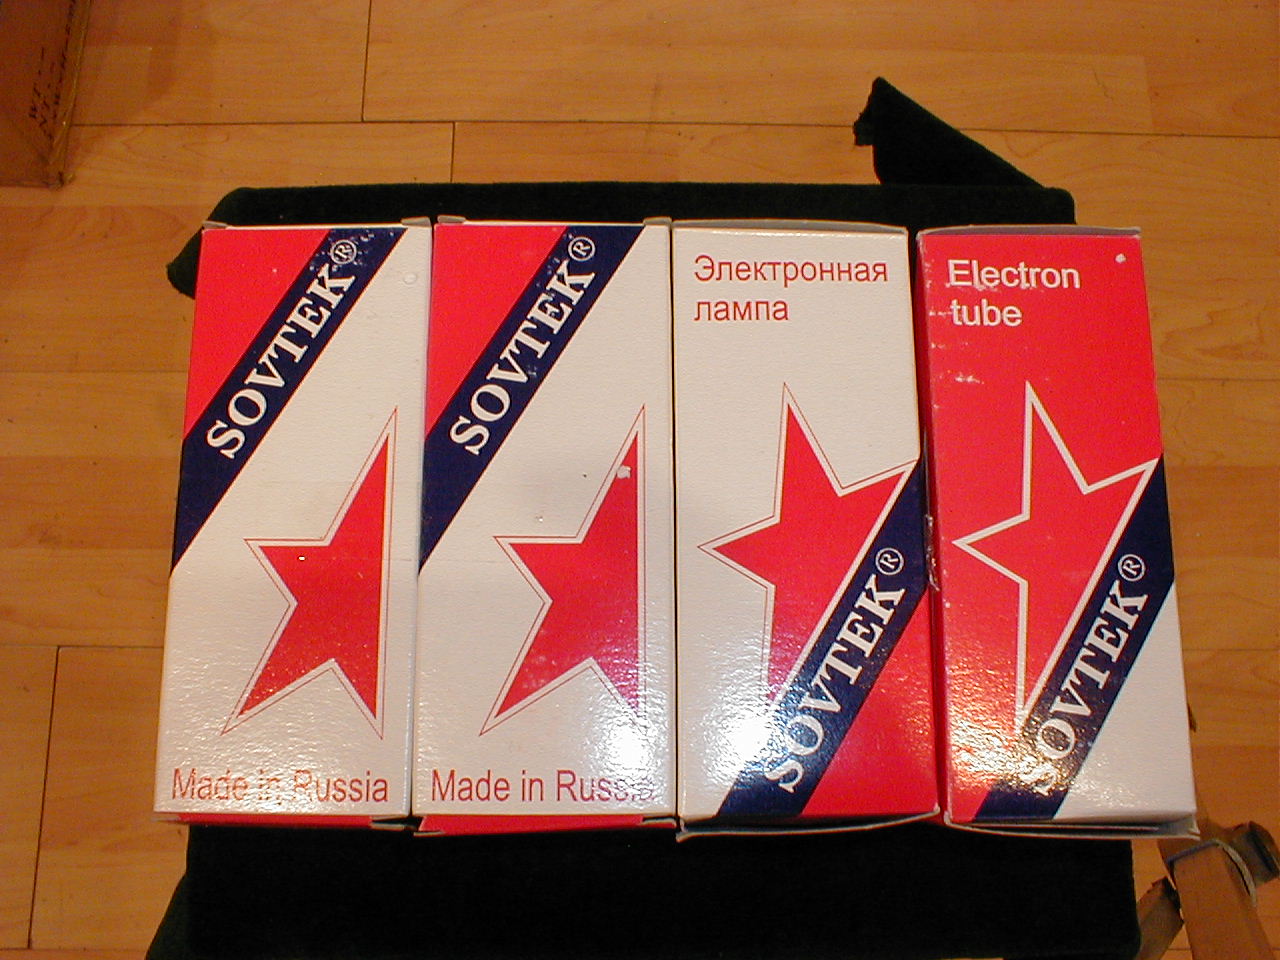 SOVTEK®
Made in Russia
SOVTEK®
Made in Russia
Электронная
лампа
SOVTEK®
Electron
tube
SOVTEK®